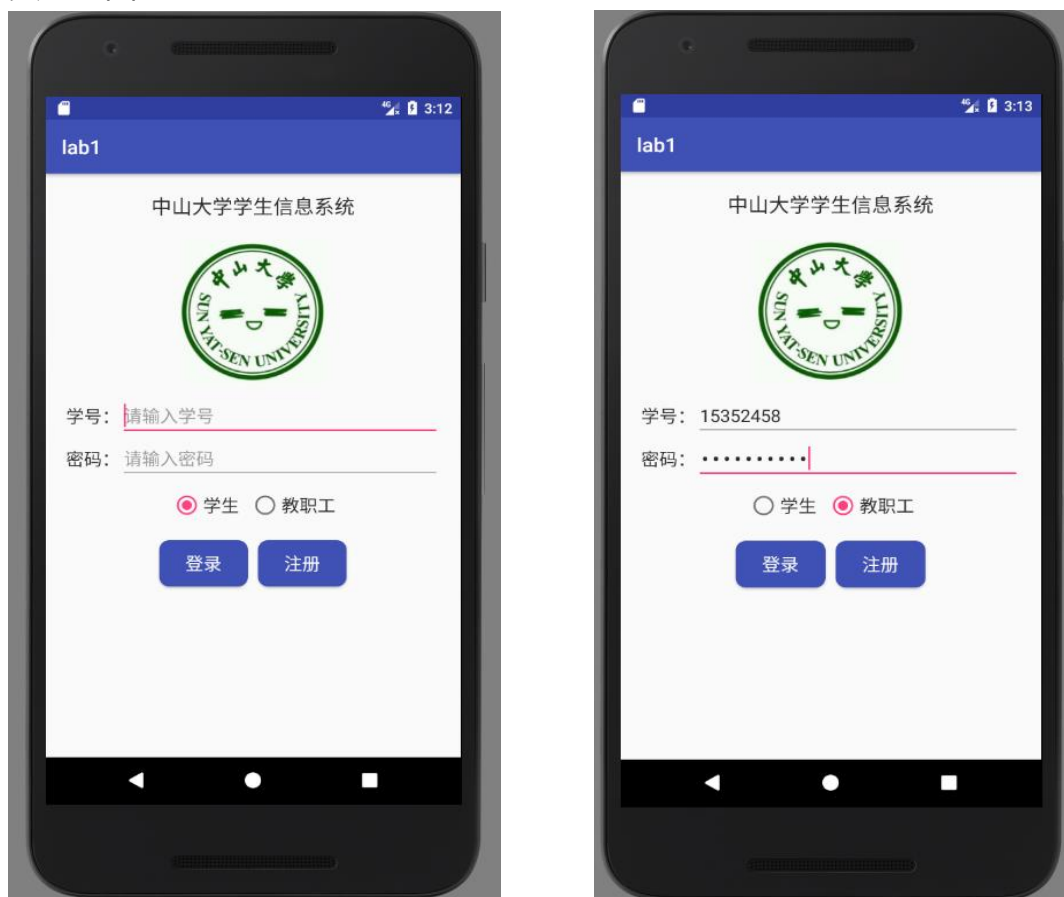 3:12
lab1
中山大学学生信息系统
中山大学
SUN YAT-SEN UNIVERSITY
学号: 请输入学号
密码: 请输入密码
学生 教职工
登录 注册
3:13
lab1
中山大学学生信息系统
中山大学
SUN YAT-SEN UNIVERSITY
学号: 15352458
密码: ••••••••••
学生 教职工
登录 注册